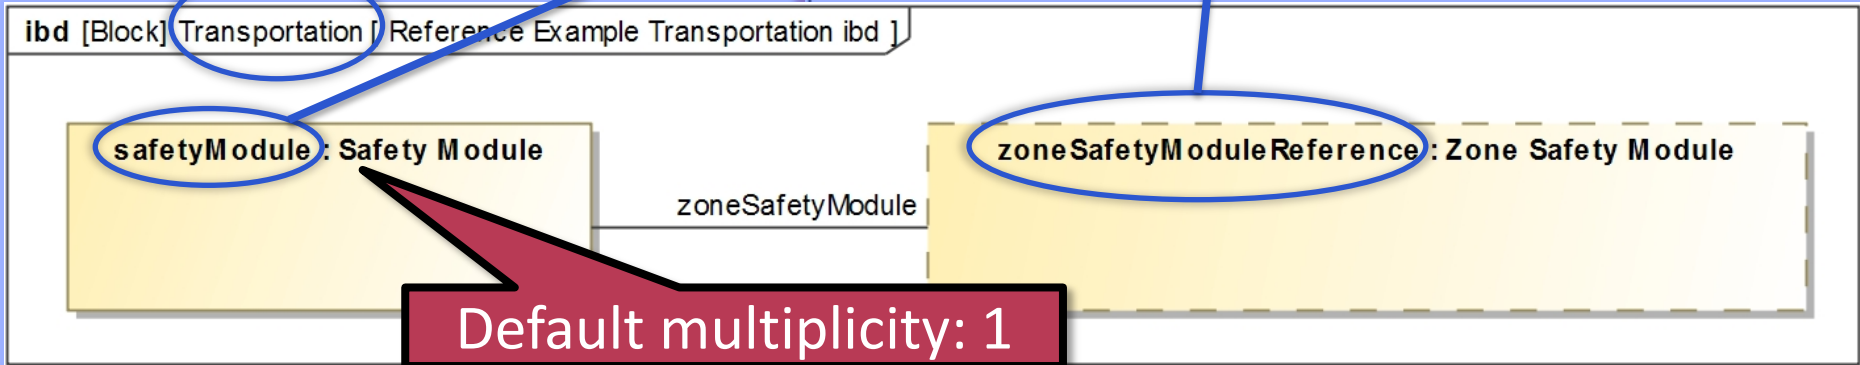 ibd [Block] Transportation [ Reference Example Transportation ibd ]
safetyModule : Safety Module
zoneSafetyModuleReference : Zone Safety Module
zoneSafetyModule
Default multiplicity: 1